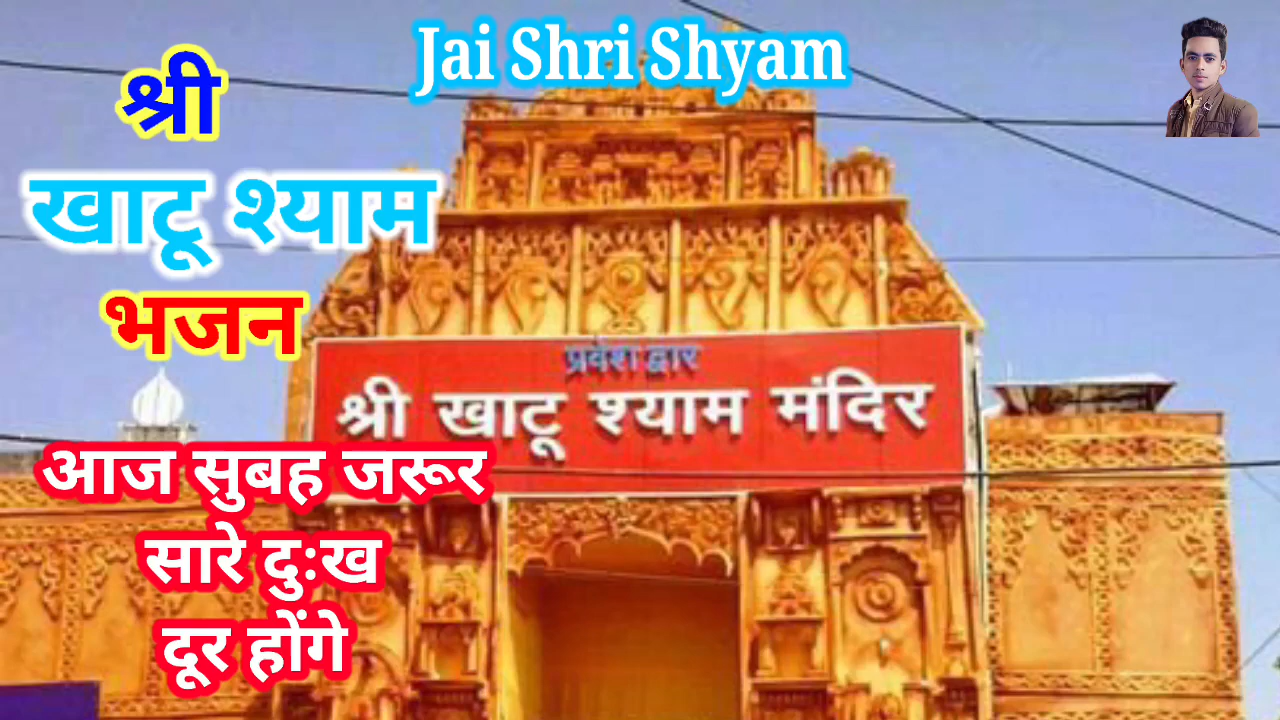 Jai Shri Shyam
श्री
खाटू श्याम
भजन
प्रवेश द्वार
श्री खाटू श्याम मंदिर
आज सुबह जरूर
सारे दुःख
दूर होंगे